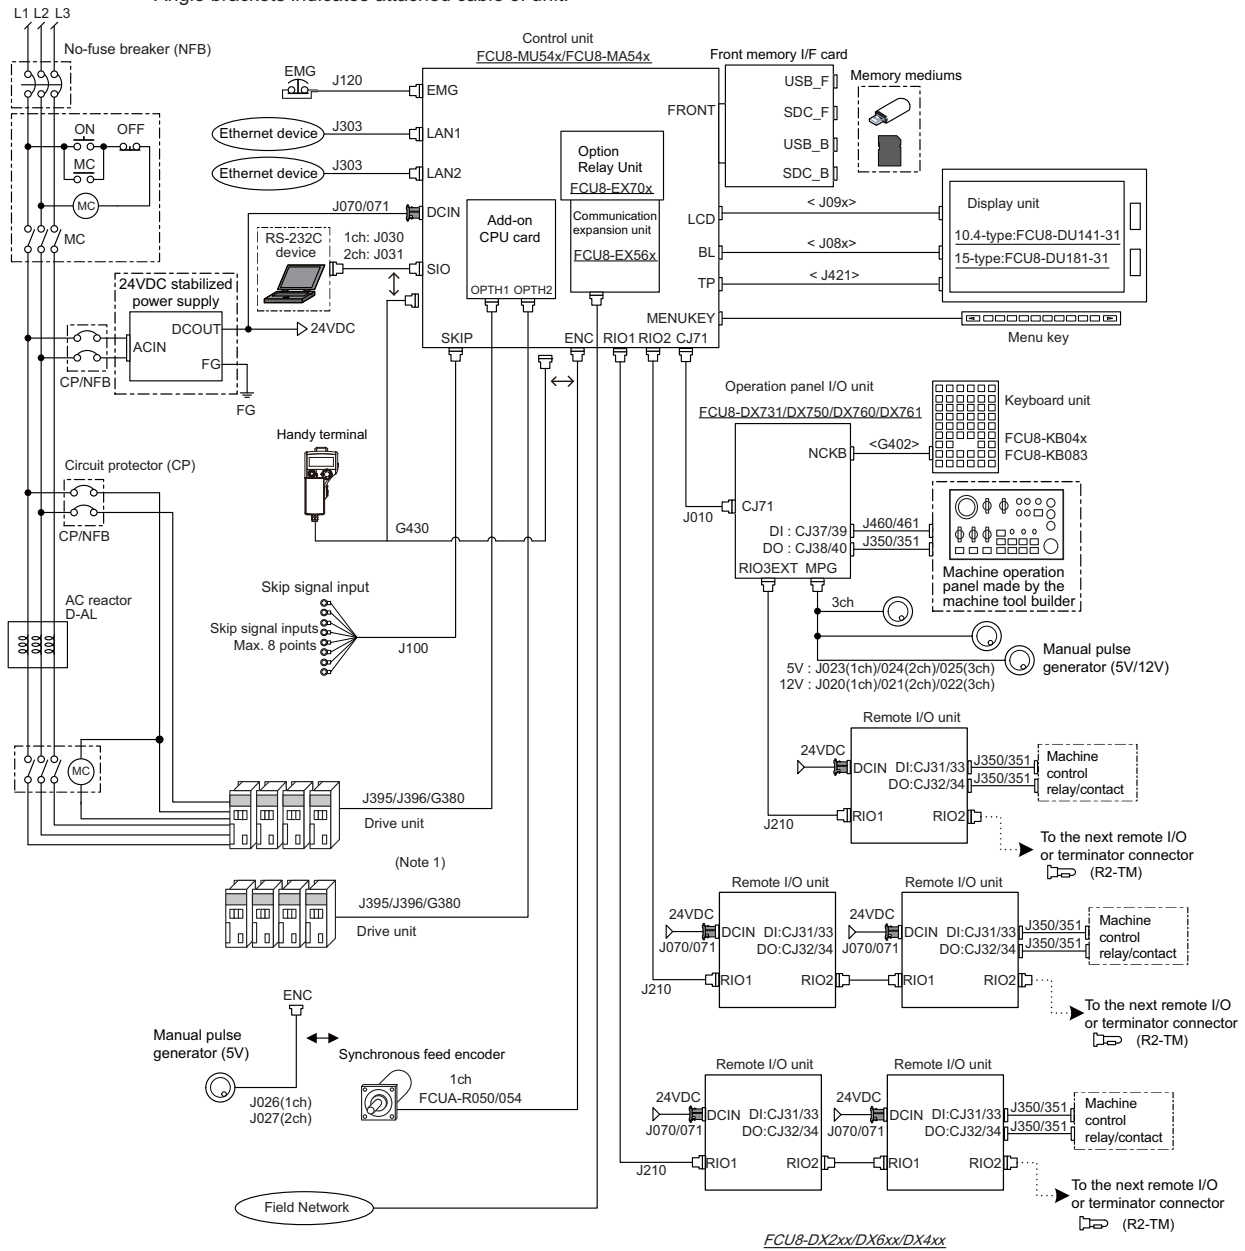 Angle brackets indicates attached cable or unit.
L1 L2 L3
No-fuse breaker (NFB)
ON OFF
MC
MC
MC
24VDC stabilized
power supply
DCOUT
ACIN
FG
24VDC
CP/NFB
FG
Circuit protector (CP)
CP/NFB
AC reactor
D-AL
MC
EMG
J120
Ethernet device
J303
Ethernet device
J303
J070/071
RS-232C
device
1ch: J030
2ch: J031
Control unit
FCU8-MU54x/FCU8-MA54x
EMG
LAN1
LAN2
DCIN
SIO
SKIP
ENC
RIO1
RIO2
CJ71
FRONT
LCD
BL
TP
MENUKEY
Add-on
CPU card
OPTH1 OPTH2
Option
Relay Unit
FCU8-EX70x
Communication
expansion unit
FCU8-EX56x
Front memory I/F card
USB_F
SDC_F
USB_B
SDC_B
Memory mediums
< J09x>
< J08x>
< J421>
Display unit
10.4-type:FCU8-DU141-31
15-type:FCU8-DU181-31
Menu key
Operation panel I/O unit
FCU8-DX731/DX750/DX760/DX761
NCKB
CJ71
DI : CJ37/39
DO : CJ38/40
RIO3EXT MPG
J010
<G402>
Keyboard unit
FCU8-KB04x
FCU8-KB083
J460/461
J350/351
Machine operation
panel made by the
machine tool builder
3ch
Manual pulse
generator (5V/12V)
5V : J023(1ch)/024(2ch)/025(3ch)
12V : J020(1ch)/021(2ch)/022(3ch)
Handy terminal
G430
Skip signal input
Skip signal inputs
Max. 8 points
J100
J395/J396/G380
Drive unit
(Note 1)
J395/J396/G380
Drive unit
ENC
Manual pulse
generator (5V)
J026(1ch)
J027(2ch)
Synchronous feed encoder
1ch
FCUA-R050/054
Field Network
Remote I/O unit
24VDC
DCIN DI:CJ31/33
DO:CJ32/34
RIO1 RIO2
J210
J350/351
J350/351
Machine
control
relay/contact
To the next remote I/O
or terminator connector
(R2-TM)
Remote I/O unit
24VDC
J070/071
DCIN DI:CJ31/33
DO:CJ32/34
RIO1 RIO2
J210
Remote I/O unit
24VDC
J070/071
DCIN DI:CJ31/33
DO:CJ32/34
RIO1 RIO2
J350/351
J350/351
Machine
control
relay/contact
To the next remote I/O
or terminator connector
(R2-TM)
Remote I/O unit
24VDC
J070/071
DCIN DI:CJ31/33
DO:CJ32/34
RIO1 RIO2
J210
Remote I/O unit
24VDC
J070/071
DCIN DI:CJ31/33
DO:CJ32/34
RIO1 RIO2
J350/351
J350/351
Machine
control
relay/contact
To the next remote I/O
or terminator connector
(R2-TM)
FCU8-DX2xx/DX6xx/DX4xx